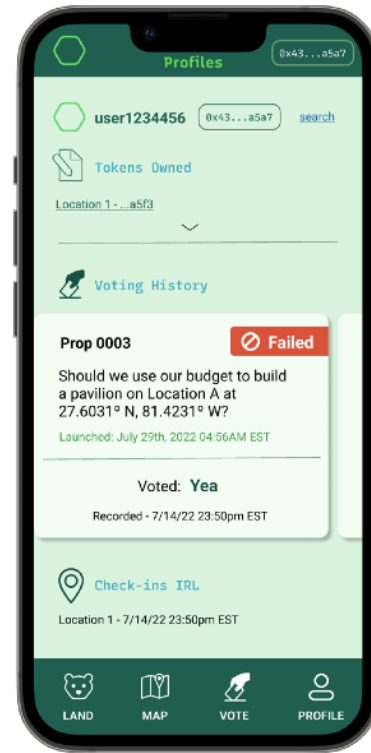 Profiles
0x43...a5a7
user1234456
0x43...a5a7
search
Tokens Owned
Location 1 - ...a5f3
Voting History
Prop 0003
Failed
Should we use our budget to build
a pavilion on Location A at
27.6031º N, 81.4231º W?
Launched: July 29th, 2022 04:56AM EST
Voted: Yea
Recorded - 7/14/22 23:50pm EST
Check-ins IRL
Location 1 - 7/14/22 23:50pm EST
LAND
MAP
VOTE
PROFILE